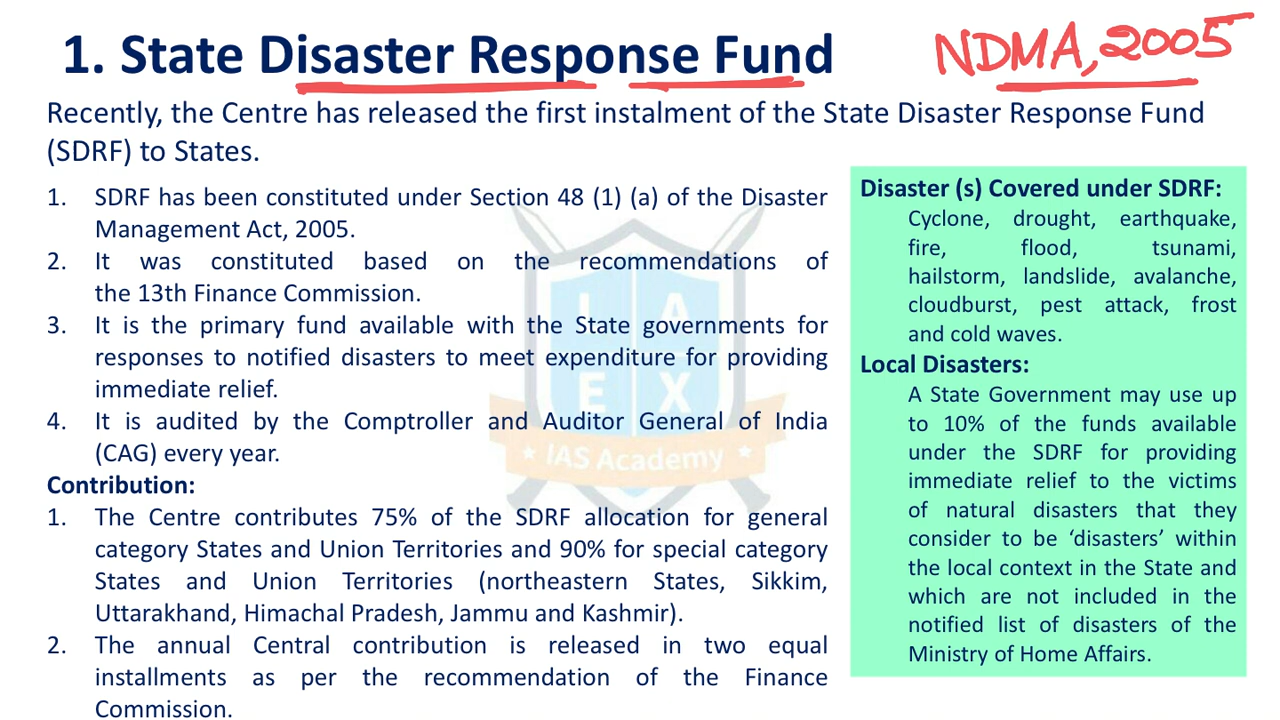 1. State Disaster Response Fund
NDMA, 2005
Recently, the Centre has released the first instalment of the State Disaster Response Fund
(SDRF) to States.
1. SDRF has been constituted under Section 48 (1) (a) of the Disaster
Management Act, 2005.
2. It was constituted based on the recommendations of
the 13th Finance Commission.
3. It is the primary fund available with the State governments for
responses to notified disasters to meet expenditure for providing
immediate relief.
4. It is audited by the Comptroller and Auditor General of India
(CAG) every year.
Contribution:
1. The Centre contributes 75% of the SDRF allocation for general
category States and Union Territories and 90% for special category
States and Union Territories (northeastern States, Sikkim,
Uttarakhand, Himachal Pradesh, Jammu and Kashmir).
2. The annual Central contribution is released in two equal
installments as per the recommendation of the Finance
Commission.
Disaster (s) Covered under SDRF:
Cyclone, drought, earthquake,
fire, flood, tsunami,
hailstorm, landslide, avalanche,
cloudburst, pest attack, frost
and cold waves.
Local Disasters:
A State Government may use up
to 10% of the funds available
under the SDRF for providing
immediate relief to the victims
of natural disasters that they
consider to be ‘disasters’ within
the local context in the State and
which are not included in the
notified list of disasters of the
Ministry of Home Affairs.
I A
E X
IAS Academy